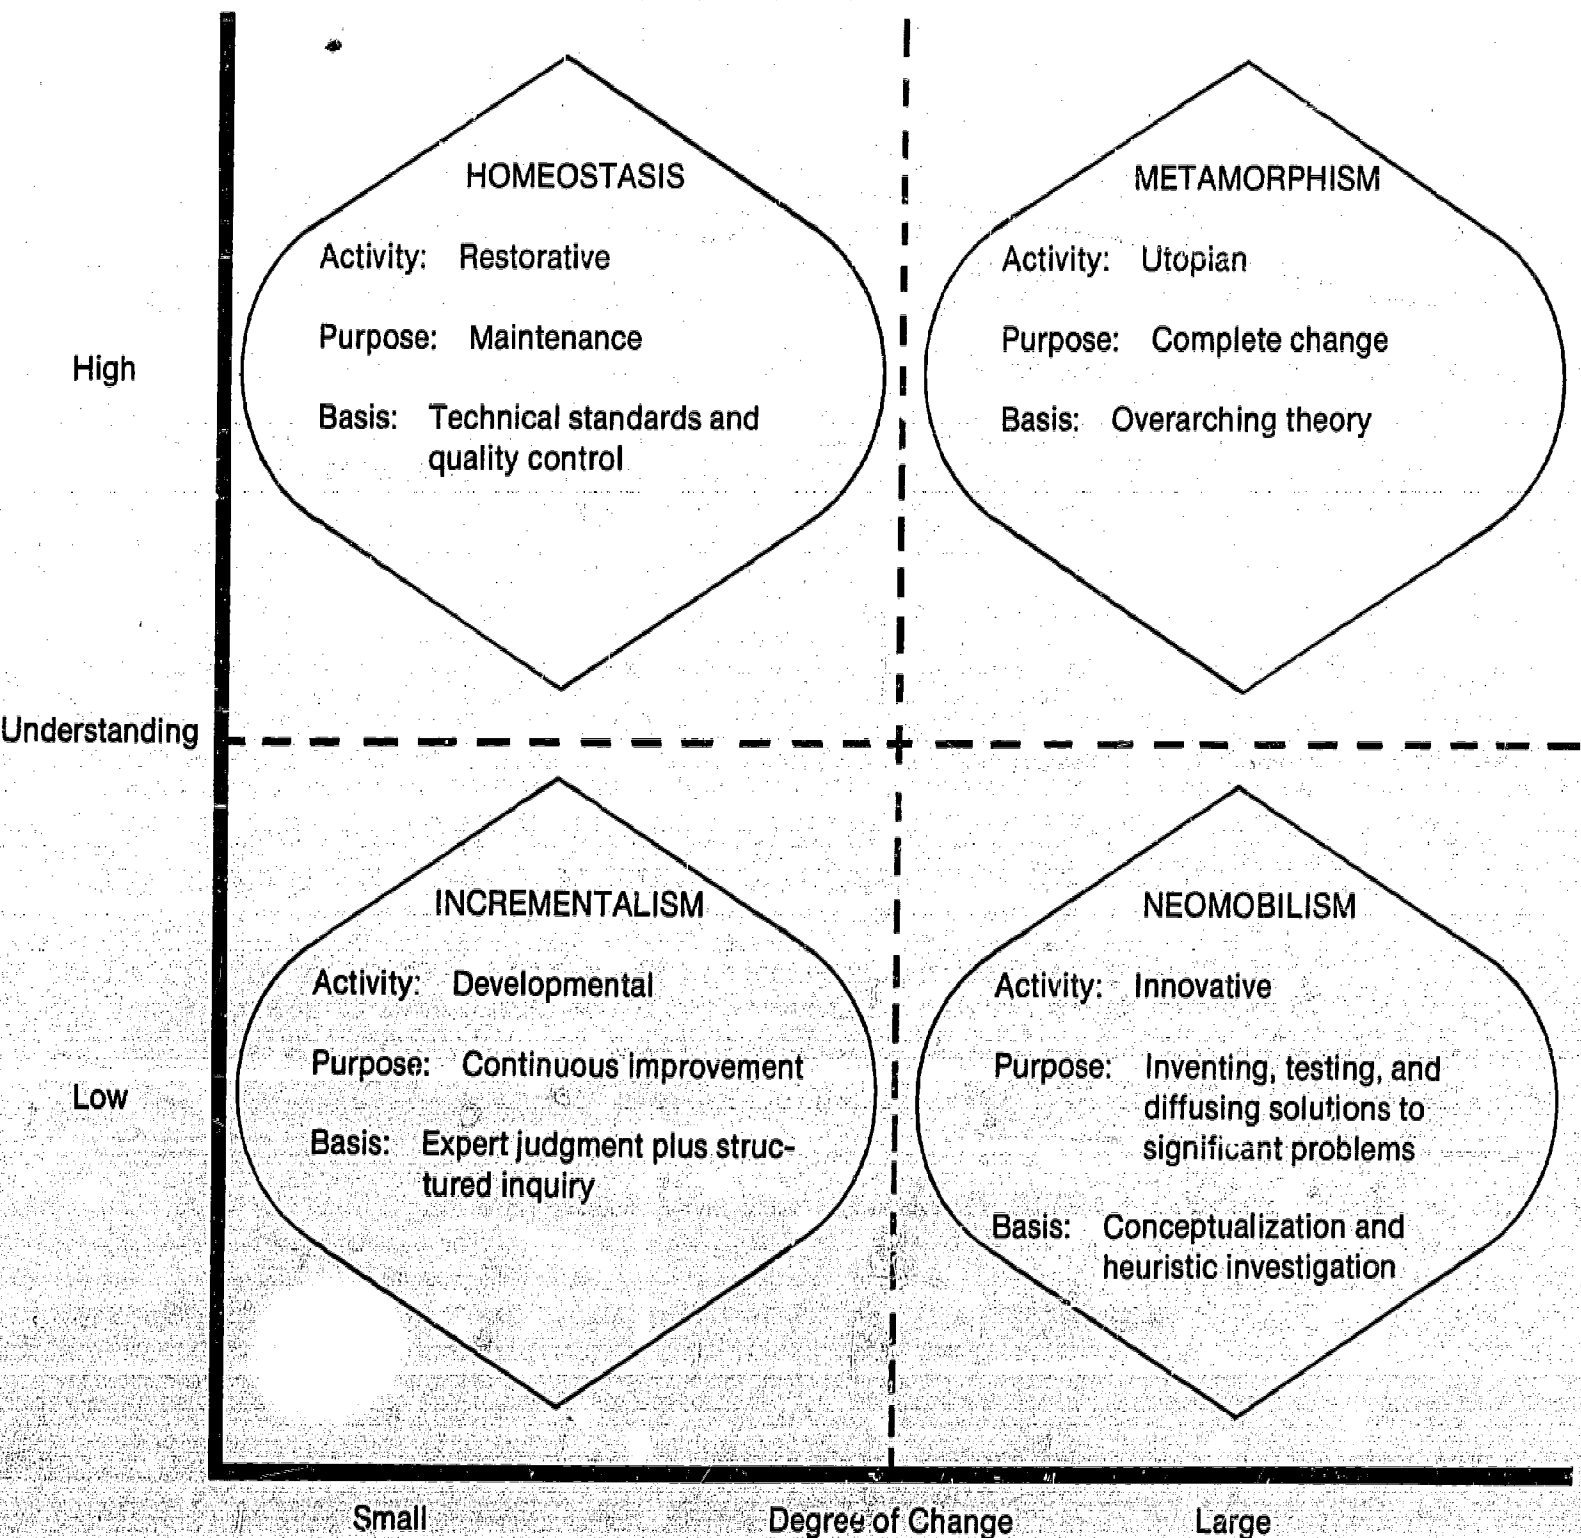 HOMEOSTASIS
Activity: Restorative
Purpose: Maintenance
Basis: Technical standards and
quality control
METAMORPHISM
Activity: Utopian
Purpose: Complete change
Basis: Overarching theory
High
Understanding
INCREMENTALISM
Activity: Developmental
Purpose: Continuous improvement
Basis: Expert judgment plus struc-
tured inquiry
NEOMOBILISM
Activity: Innovative
Purpose: Inventing, testing, and
diffusing solutions to
significant problems
Basis: Conceptualization and
heuristic investigation
Low
Small
Degree of Change
Large